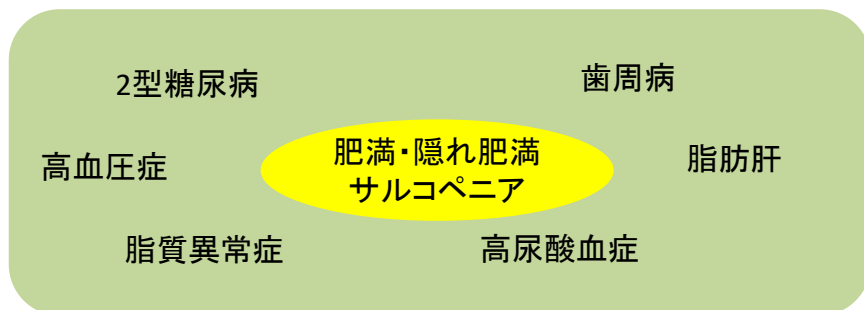 2型糖尿病
歯周病
高血圧症
肥満・隠れ肥満
サルコペニア
脂肪肝
脂質異常症
高尿酸血症